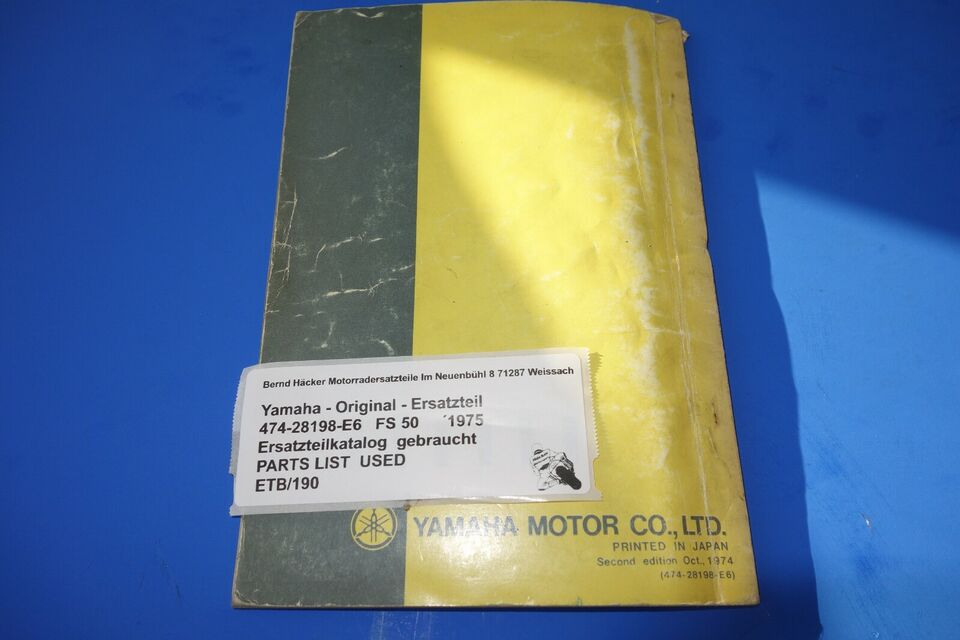 Bernd Häcker Motorradersatzteile Im Neuenbühl 8 71287 Weissach
Yamaha - Original - Ersatzteil
474-28198-E6 FS 50 ´1975
Ersatzteilkatalog gebraucht
PARTS LIST USED
ETB/190
YAMAHA MOTOR CO., LTD.
PRINTED IN JAPAN
Second edition Oct., 1974
(474-28198-E6)